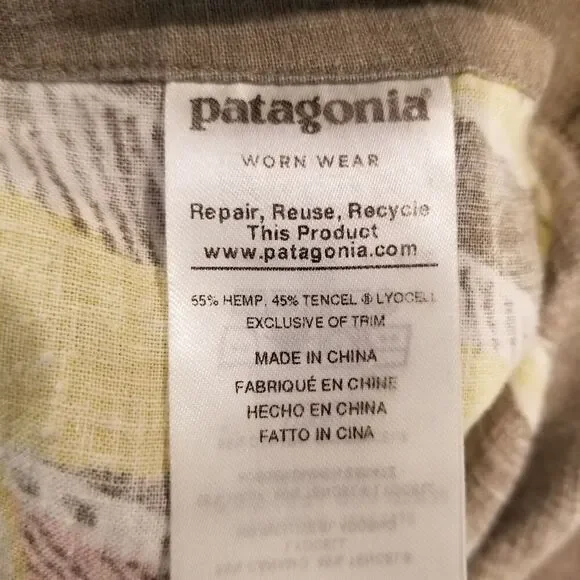 patagonia®
WORN WEAR
Repair, Reuse, Recycle
This Product
www.patagonia.com
55% HEMP, 45% TENCEL ® LYOCELL
EXCLUSIVE OF TRIM
MADE IN CHINA
FABRIQUÉ EN CHINE
HECHO EN CHINA
FATTO IN CINA